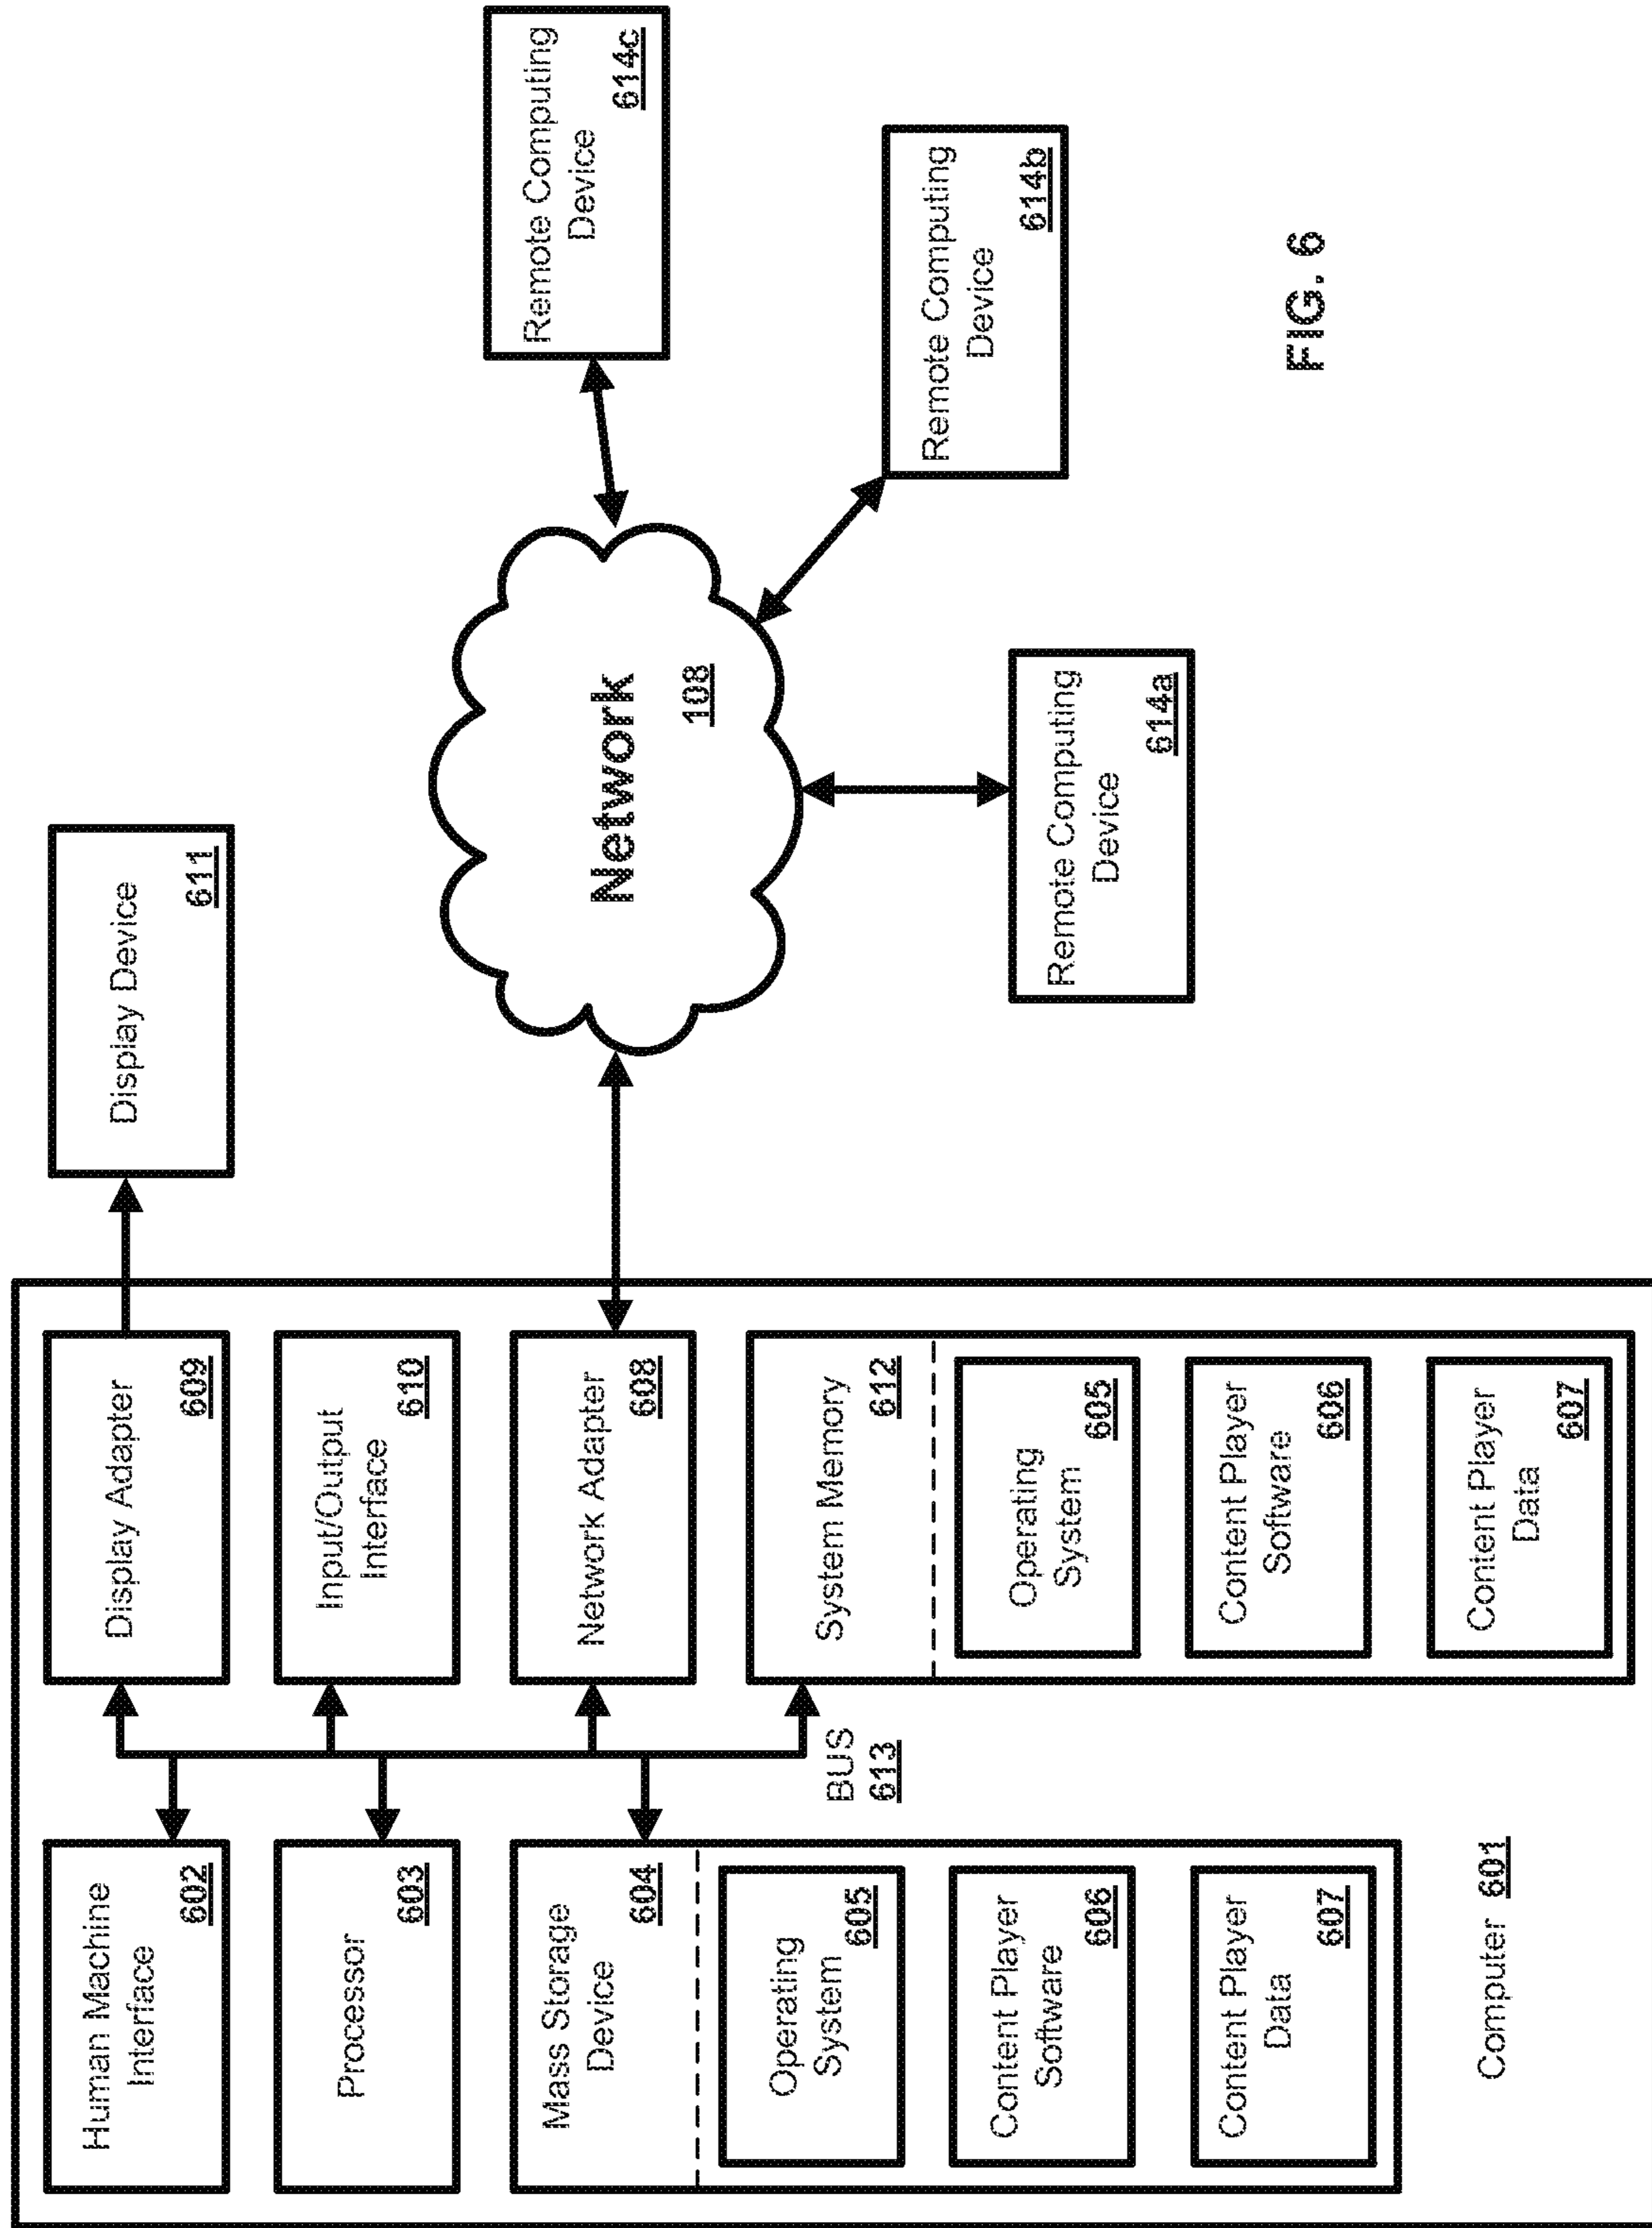 Human Machine
Interface
602
Processor
603
Mass Storage
Device
604
Operating
System
605
Content Player
Software
606
Content Player
Data
607
Computer 601
BUS
613
Display Adapter
609
Input/Output
Interface
610
Network Adapter
608
System Memory
612
Operating
System
605
Content Player
Software
606
Content Player
Data
607
Display Device
611
Network
108
Remote Computing
Device
614a
Remote Computing
Device
614b
Remote Computing
Device
614c
FIG. 6